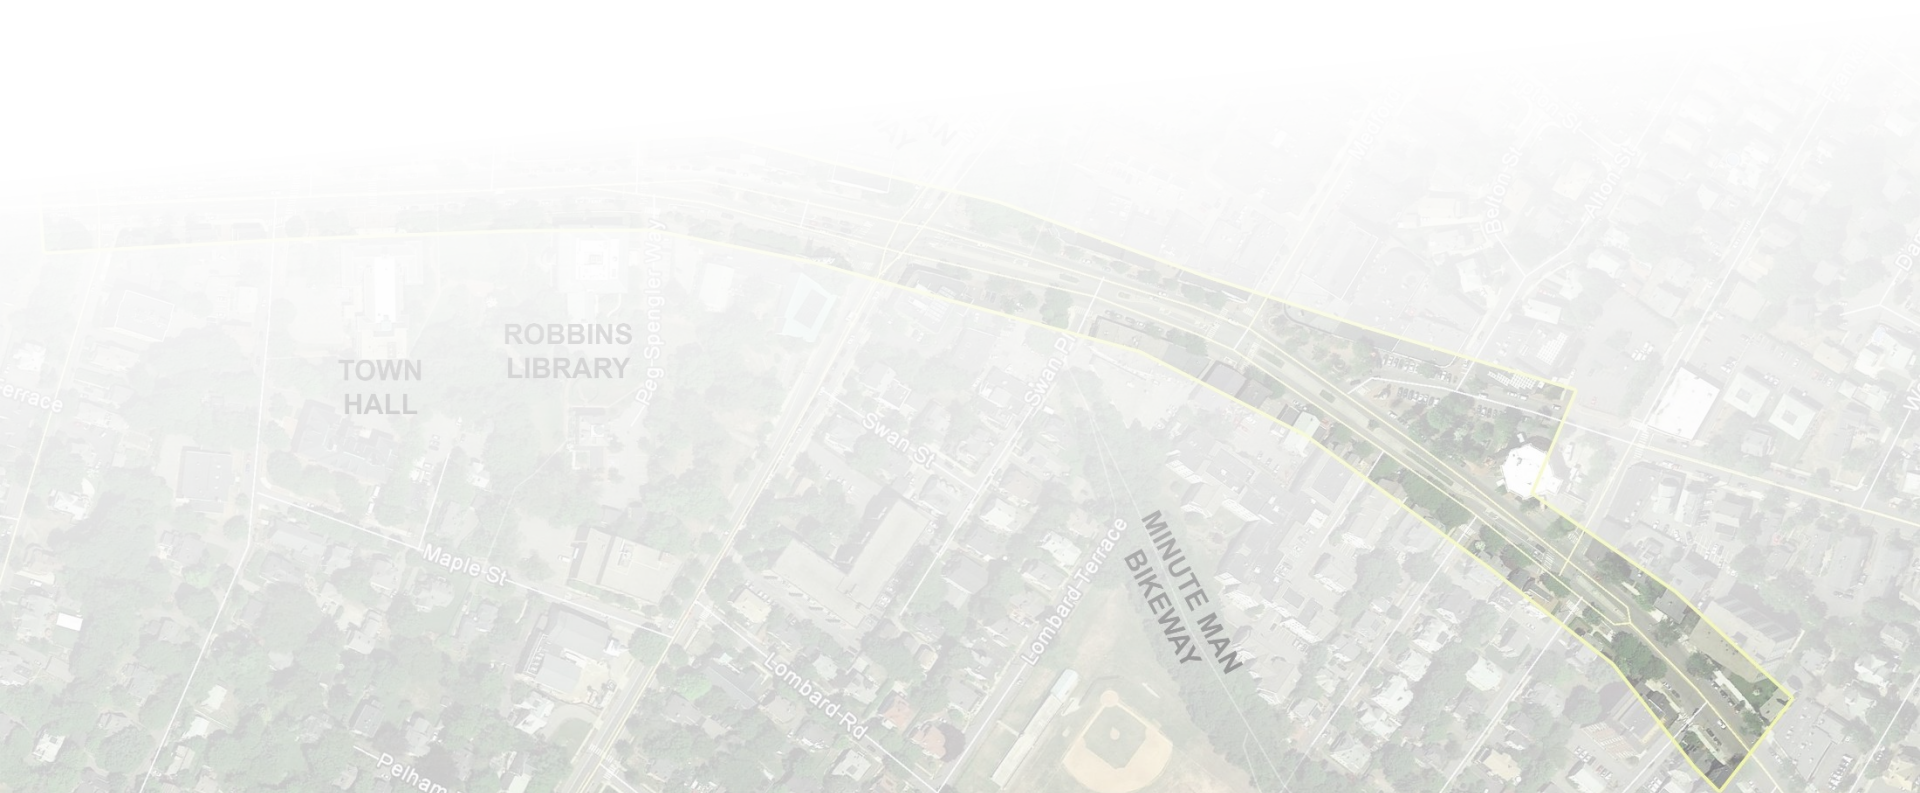 Belton St
Alton St
Peg Spengler Way
ROBBINS
LIBRARY
TOWN
HALL
Terrace
Swan Pl
Swan St
Maple St
Lombard Terrace
MINUTE MAN
BIKEWAY
Lombard Rd